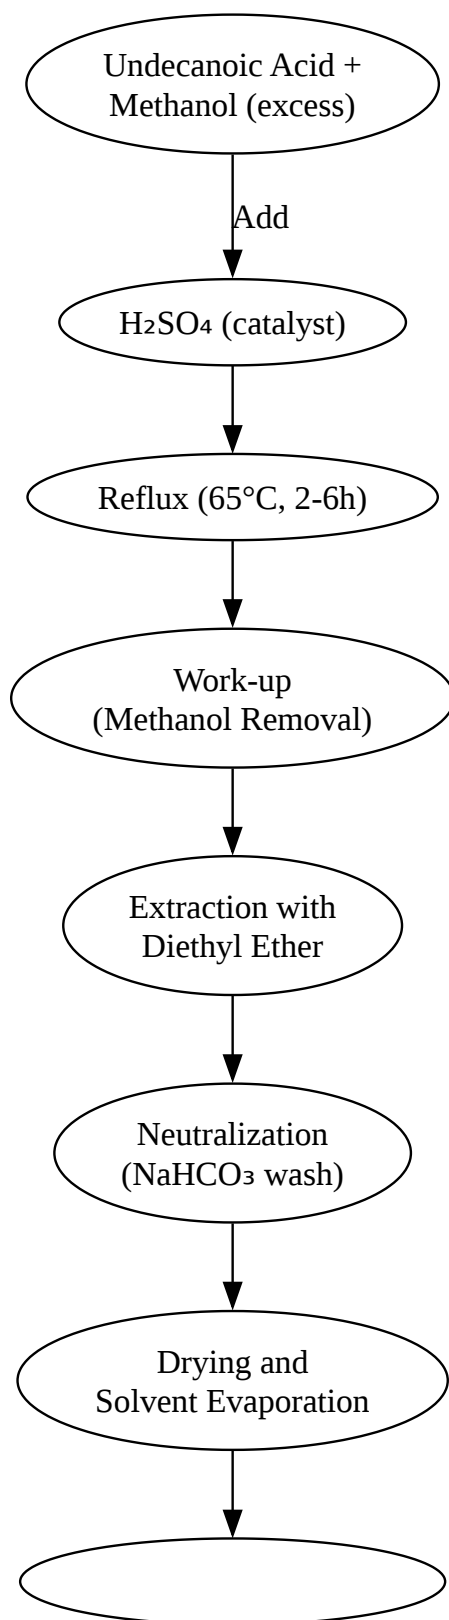 Undecanoic Acid +
Methanol (excess)
Add
H₂SO₄ (catalyst)
Reflux (65°C, 2-6h)
Work-up
(Methanol Removal)
Extraction with
Diethyl Ether
Neutralization
(NaHCO₃ wash)
Drying and
Solvent Evaporation